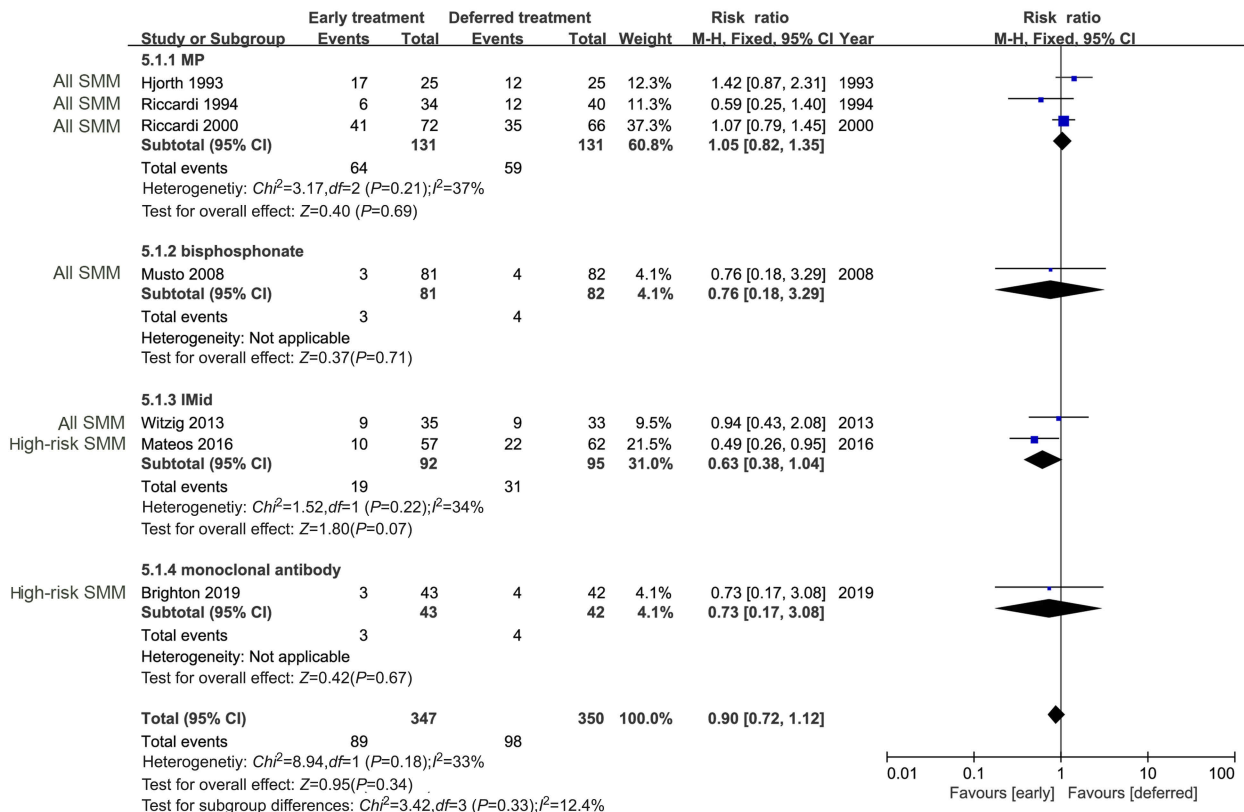 Early treatment Deferred treatment Risk ratio Risk ratio
Study or Subgroup Events Total Events Total Weight M-H, Fixed, 95% CI Year M-H, Fixed, 95% CI
5.1.1 MP
All SMM Hjorth 1993 17 25 12 25 12.3% 1.42 [0.87, 2.31] 1993
All SMM Riccardi 1994 6 34 12 40 11.3% 0.59 [0.25, 1.40] 1994
All SMM Riccardi 2000 41 72 35 66 37.3% 1.07 [0.79, 1.45] 2000
Subtotal (95% CI) 131 131 60.8% 1.05 [0.82, 1.35]
Total events 64 59
Heterogenetiy: Chi²=3.17,df=2 (P=0.21);I²=37%
Test for overall effect: Z=0.40 (P=0.69)
5.1.2 bisphosphonate
All SMM Musto 2008 3 81 4 82 4.1% 0.76 [0.18, 3.29] 2008
Subtotal (95% CI) 81 82 4.1% 0.76 [0.18, 3.29]
Total events 3 4
Heterogeneity: Not applicable
Test for overall effect: Z=0.37(P=0.71)
5.1.3 IMid
All SMM Witzig 2013 9 35 9 33 9.5% 0.94 [0.43, 2.08] 2013
High-risk SMM Mateos 2016 10 57 22 62 21.5% 0.49 [0.26, 0.95] 2016
Subtotal (95% CI) 92 95 31.0% 0.63 [0.38, 1.04]
Total events 19 31
Heterogenetiy: Chi²=1.52,df=1 (P=0.22);I²=34%
Test for overall effect: Z=1.80(P=0.07)
5.1.4 monoclonal antibody
High-risk SMM Brighton 2019 3 43 4 42 4.1% 0.73 [0.17, 3.08] 2019
Subtotal (95% CI) 43 42 4.1% 0.73 [0.17, 3.08]
Total events 3 4
Heterogeneity: Not applicable
Test for overall effect: Z=0.42(P=0.67)
Total (95% CI) 347 350 100.0% 0.90 [0.72, 1.12]
Total events 89 98
Heterogenetiy: Chi²=8.94,df=1 (P=0.18);I²=33%
Test for overall effect: Z=0.95(P=0.34)
Test for subgroup differences: Chi²=3.42,df=3 (P=0.33);I²=12.4%
0.01 0.1 1 10 100
Favours [early] Favours [deferred]